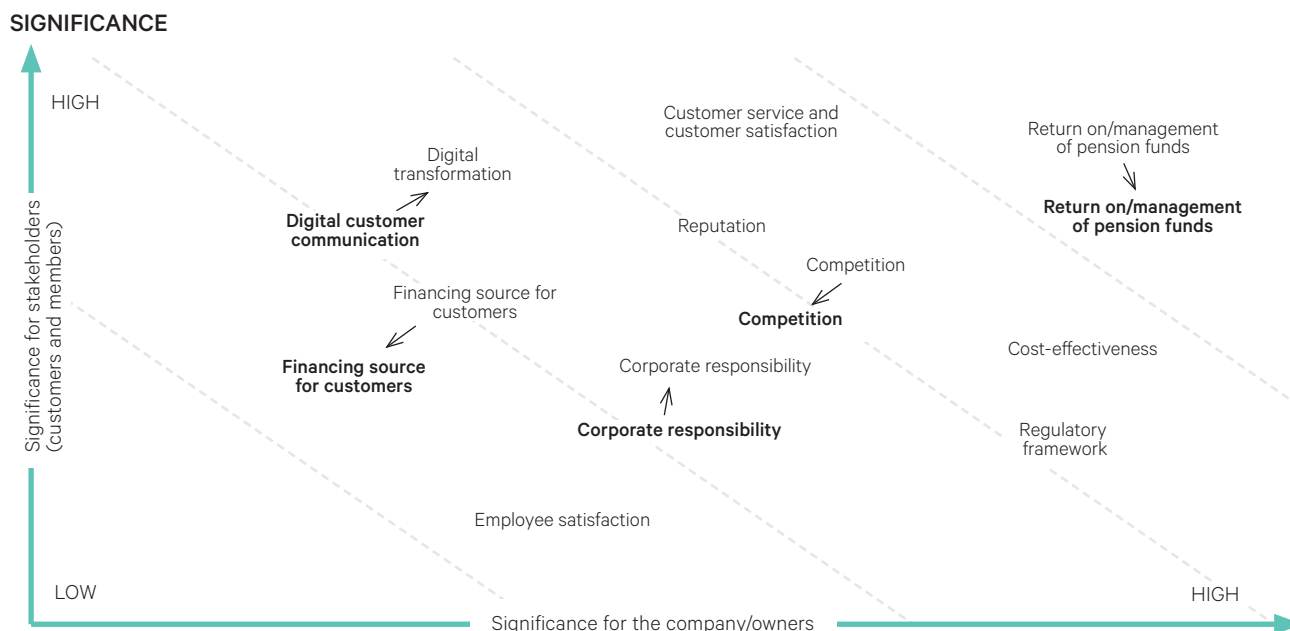 SIGNIFICANCE
HIGH
Significance for stakeholders
(customers and members)
Customer service and
customer satisfaction
Return on/management
of pension funds
Digital
transformation
Return on/management
of pension funds
Digital customer
communication
Reputation
Competition
Financing source for
customers
Competition
Cost-effectiveness
Financing source
for customers
Corporate responsibility
Corporate responsibility
Regulatory
framework
Employee satisfaction
LOW
HIGH
Significance for the company/owners